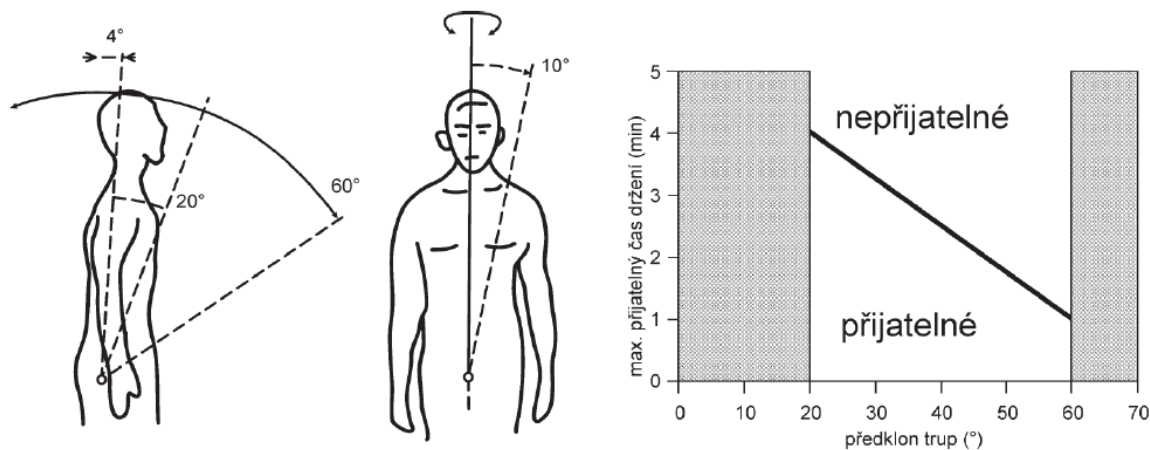 4°
20°
60°
10°
max. přijatelný čas držení (min)
5
4
3
2
1
0
nepřijatelné
přijatelné
0 10 20 30 40 50 60 70
předklon trup (°)